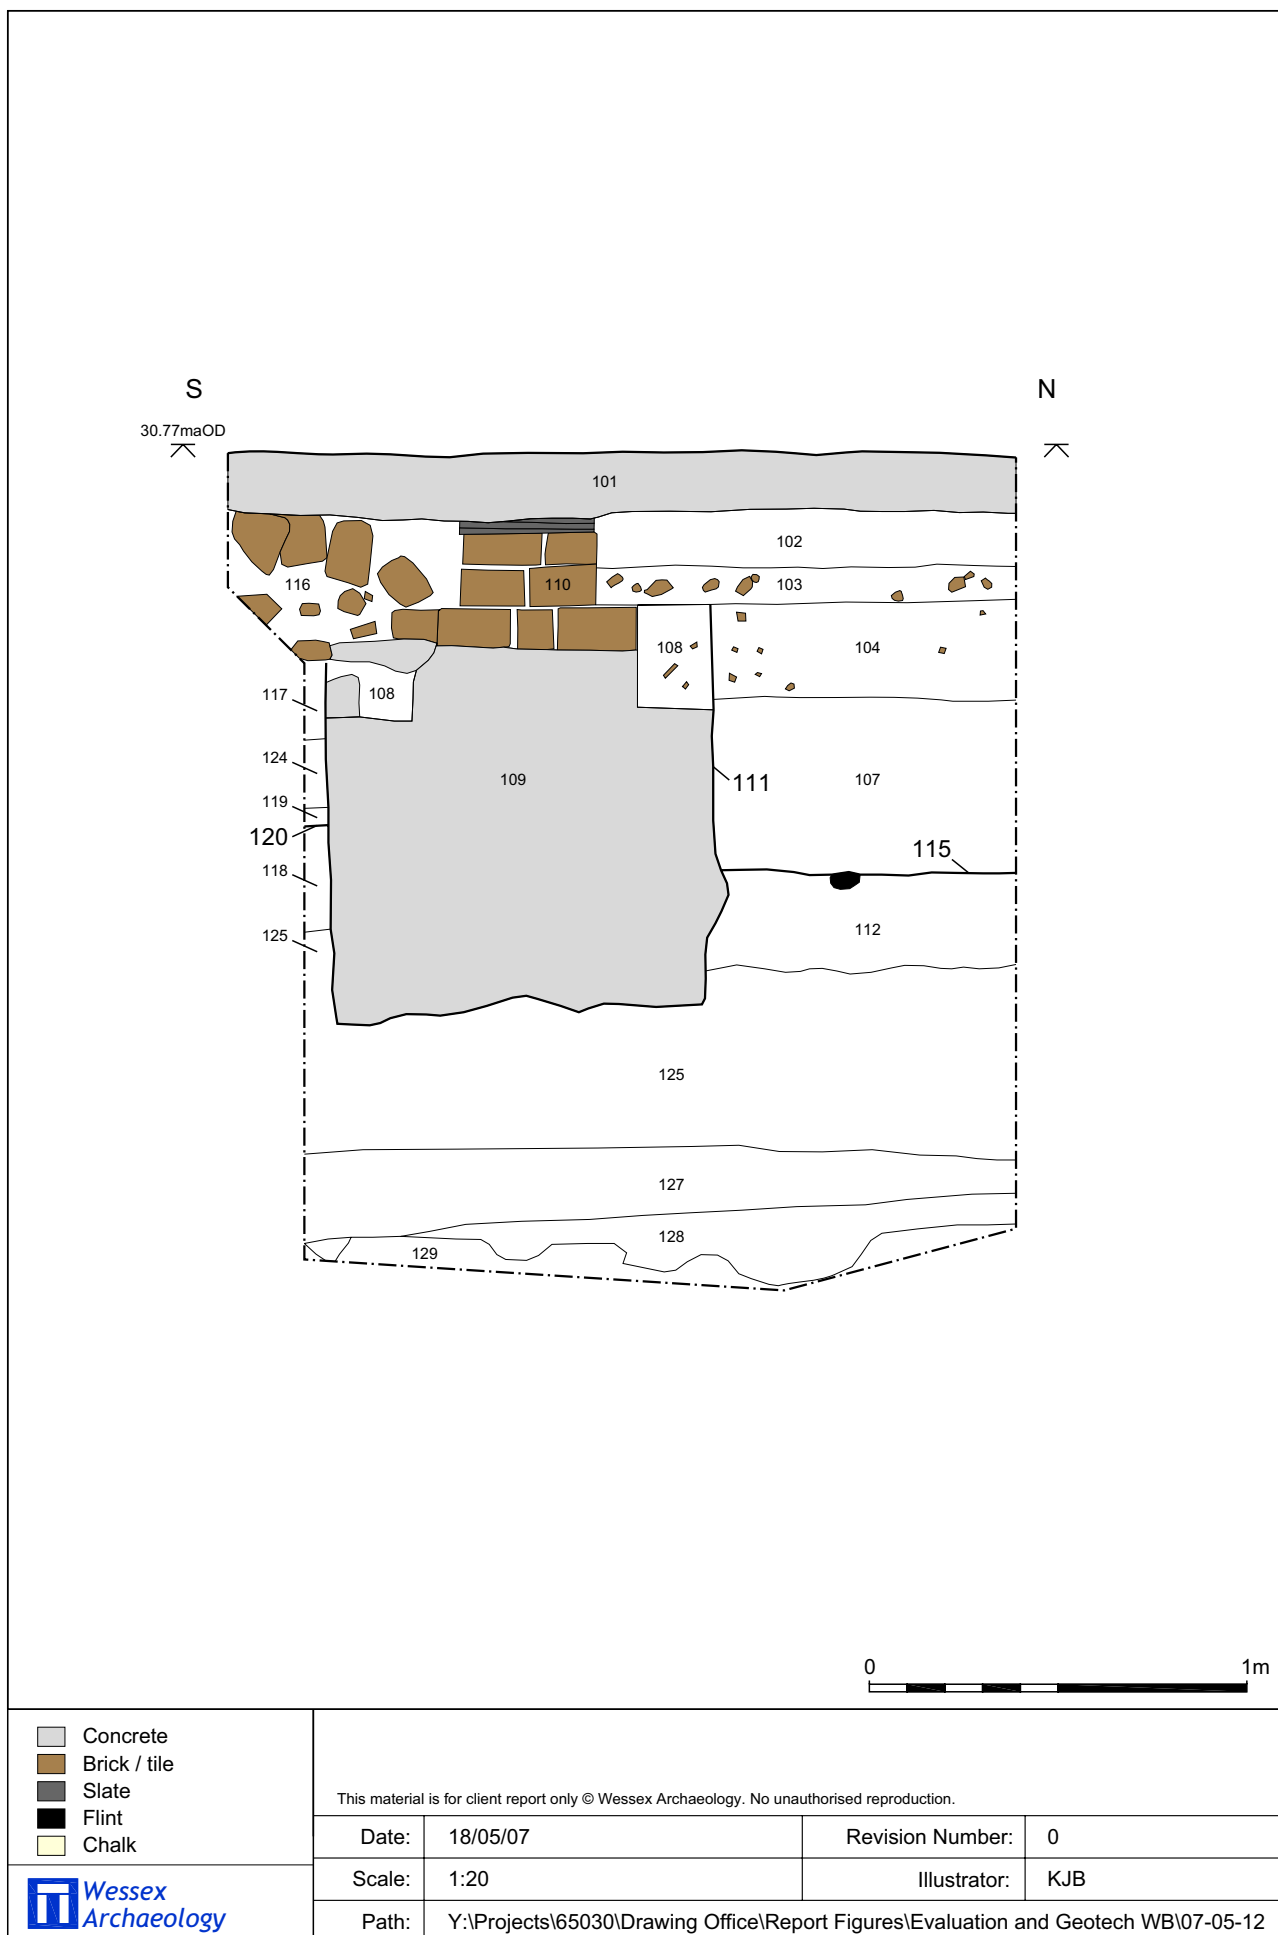 S
N
30.77maOD
101
102
116
110
103
108
104
117
108
124
109
111
107
119
120
115
118
112
125
125
127
128
129
0 1m
Concrete
Brick / tile
Slate
Flint
Chalk
Wessex
Archaeology
This material is for client report only © Wessex Archaeology. No unauthorised reproduction.
Date: 18/05/07 Revision Number: 0
Scale: 1:20 Illustrator: KJB
Path: Y:\Projects\65030\Drawing Office\Report Figures\Evaluation and Geotech WB\07-05-12